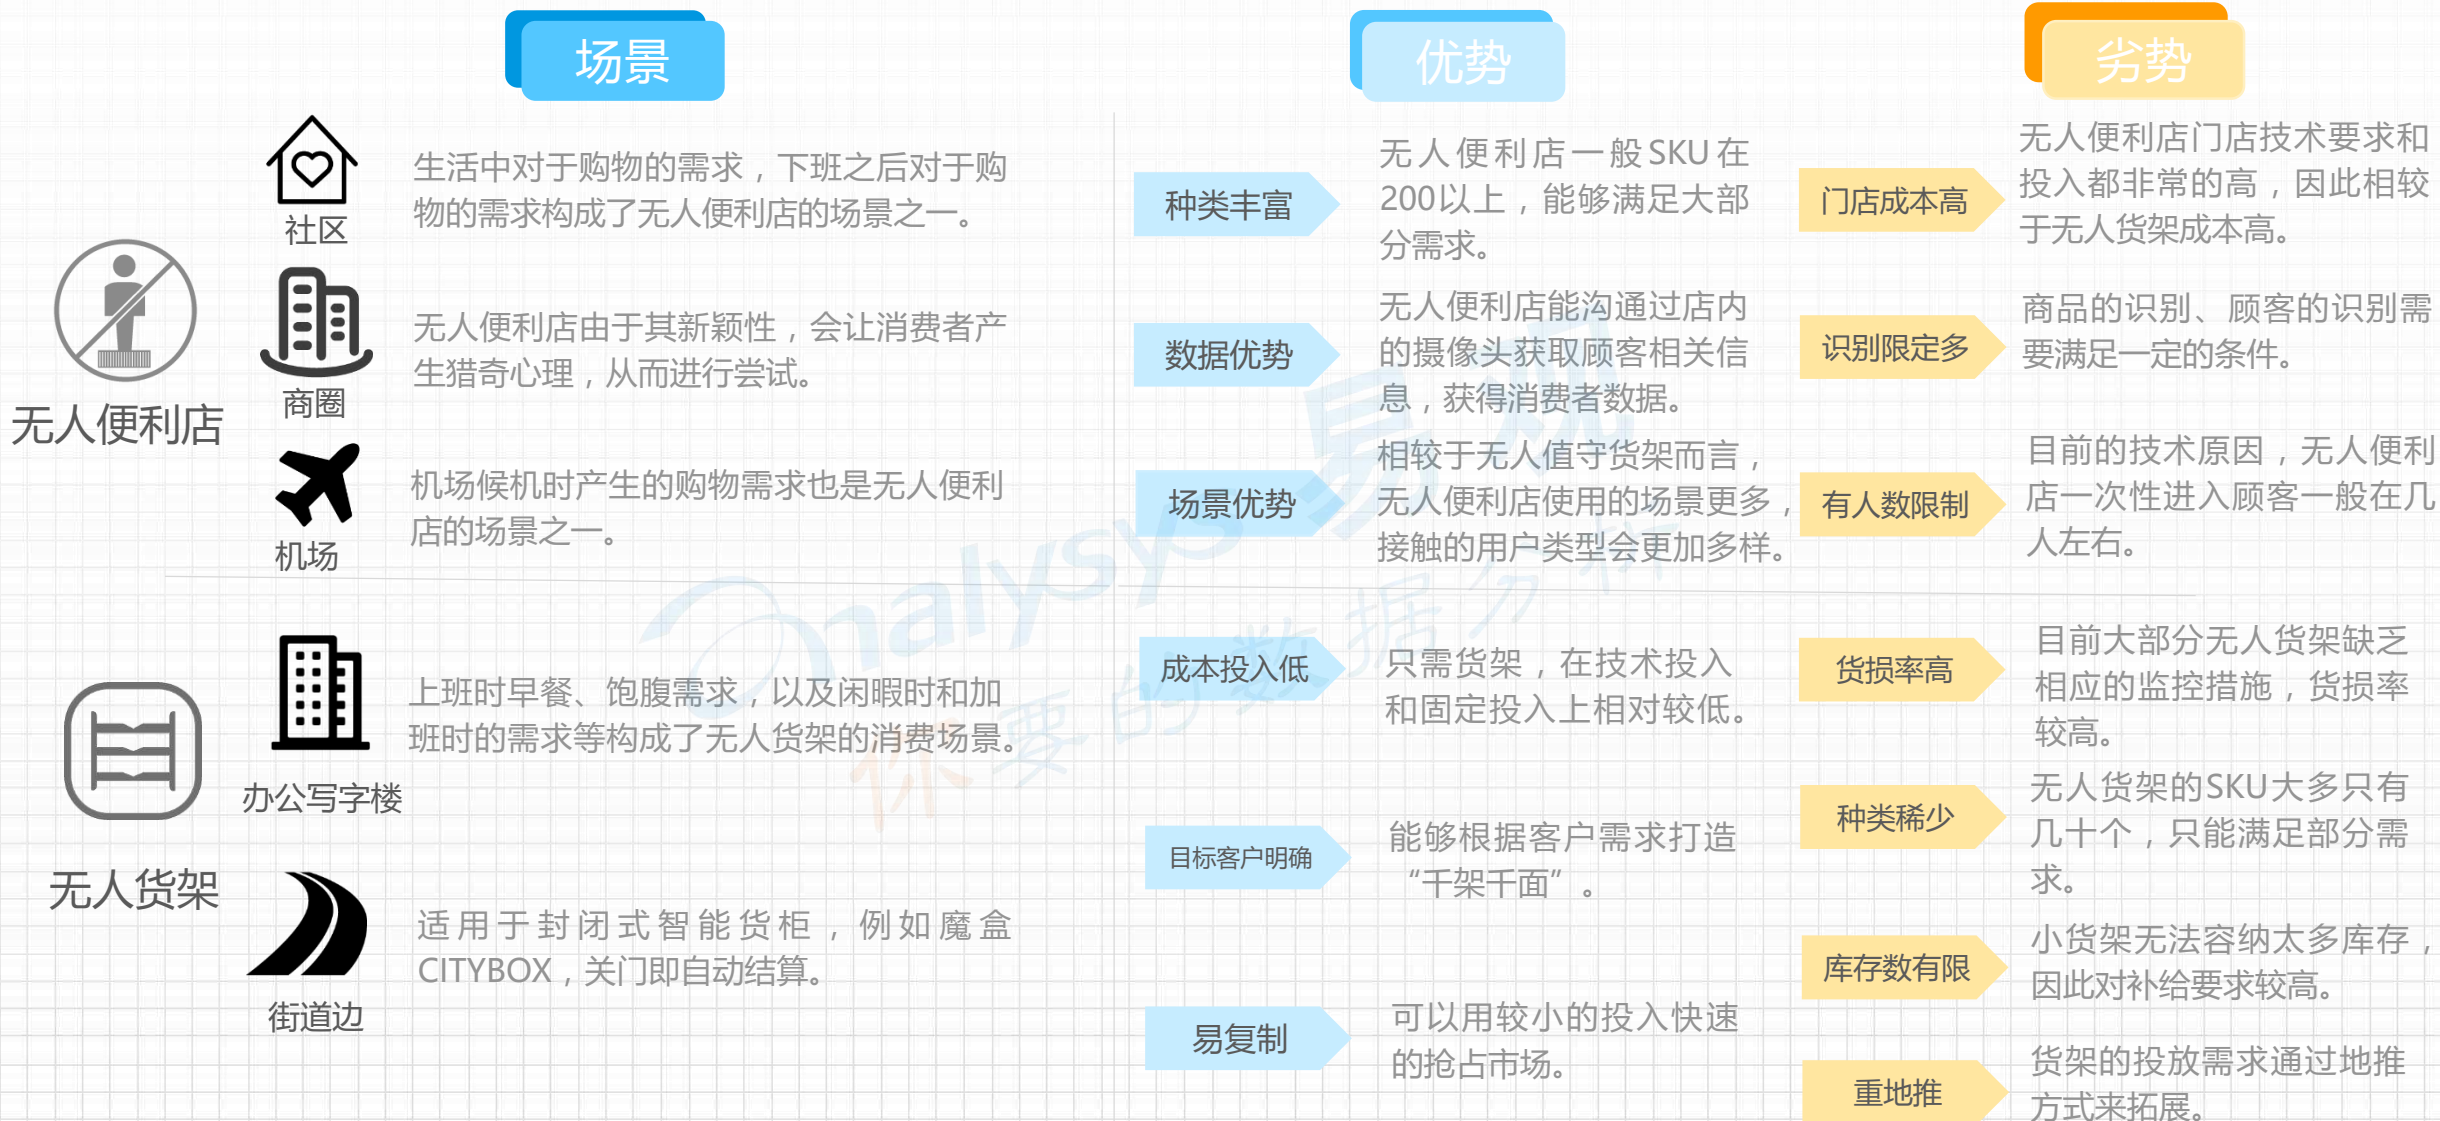 场景
优势
劣势
无人便利店
社区
生活中对于购物的需求，下班之后对于购
物的需求构成了无人便利店的场景之一。
商圈
无人便利店由于其新颖性，会让消费者产
生猎奇心理，从而进行尝试。
机场
机场候机时产生的购物需求也是无人便利
店的场景之一。
种类丰富
无人便利店一般SKU在
200以上，能够满足大部
分需求。
数据优势
无人便利店能沟通过店内
的摄像头获取顾客相关信
息，获得消费者数据。
场景优势
相较于无人值守货架而言，
无人便利店使用的场景更多，
接触的用户类型会更加多样。
门店成本高
无人便利店门店技术要求和
投入都非常的高，因此相较
于无人货架成本高。
识别限定多
商品的识别、顾客的识别需
要满足一定的条件。
有人数限制
目前的技术原因，无人便利
店一次性进入顾客一般在几
人左右。
无人货架
办公写字楼
上班时早餐、饱腹需求，以及闲暇时和加
班时的需求等构成了无人货架的消费场景。
街道边
适用于封闭式智能货柜，例如魔盒
CITYBOX，关门即自动结算。
成本投入低
只需货架，在技术投入
和固定投入上相对较低。
目标客户明确
能够根据客户需求打造
“千架千面”。
易复制
可以用较小的投入快速
的抢占市场。
货损率高
目前大部分无人货架缺乏
相应的监控措施，货损率
较高。
种类稀少
无人货架的SKU大多只有
几十个，只能满足部分需
求。
库存数有限
小货架无法容纳太多库存，
因此对补给要求较高。
重地推
货架的投放需求通过地推
方式来拓展。
analysys 易观
你要的数据分析